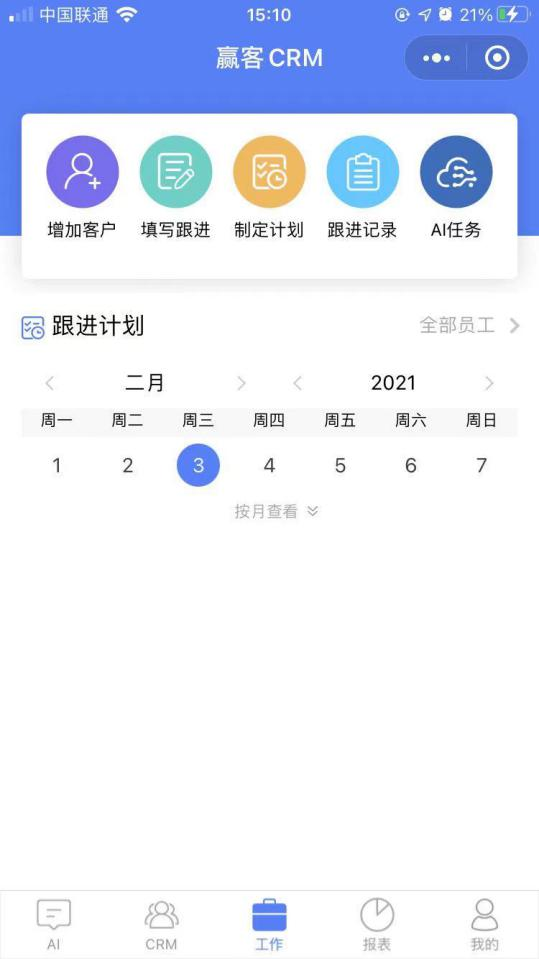 中国联通 15:10 21%
赢客CRM
增加客户 填写跟进 制定计划 跟进记录 AI任务
跟进计划 全部员工
二月 2021
周一 周二 周三 周四 周五 周六 周日
1 2 3 4 5 6 7
按月查看
AI CRM 工作 报表 我的